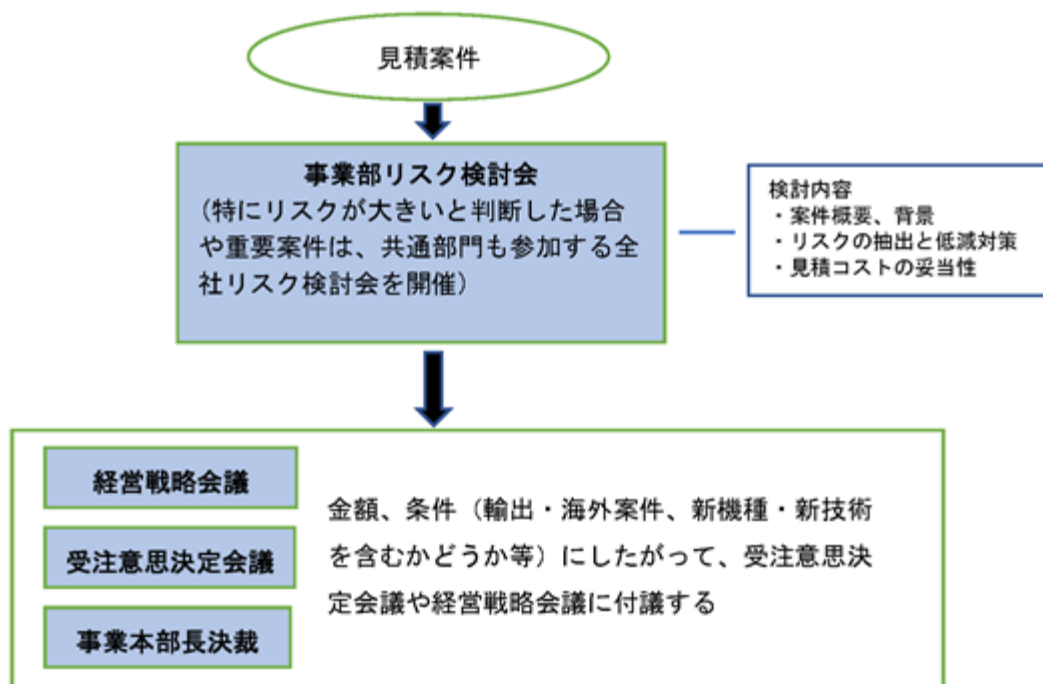 見積案件
事業部リスク検討会
（特にリスクが大きいと判断した場合
や重要案件は、共通部門も参加する全
社リスク検討会を開催）
検討内容
・案件概要、背景
・リスクの抽出と低減対策
・見積コストの妥当性
経営戦略会議
受注意思決定会議
事業本部長決裁
金額、条件（輸出・海外案件、新機種・新技術
を含むかどうか等）にしたがって、受注意思決
定会議や経営戦略会議に付議する